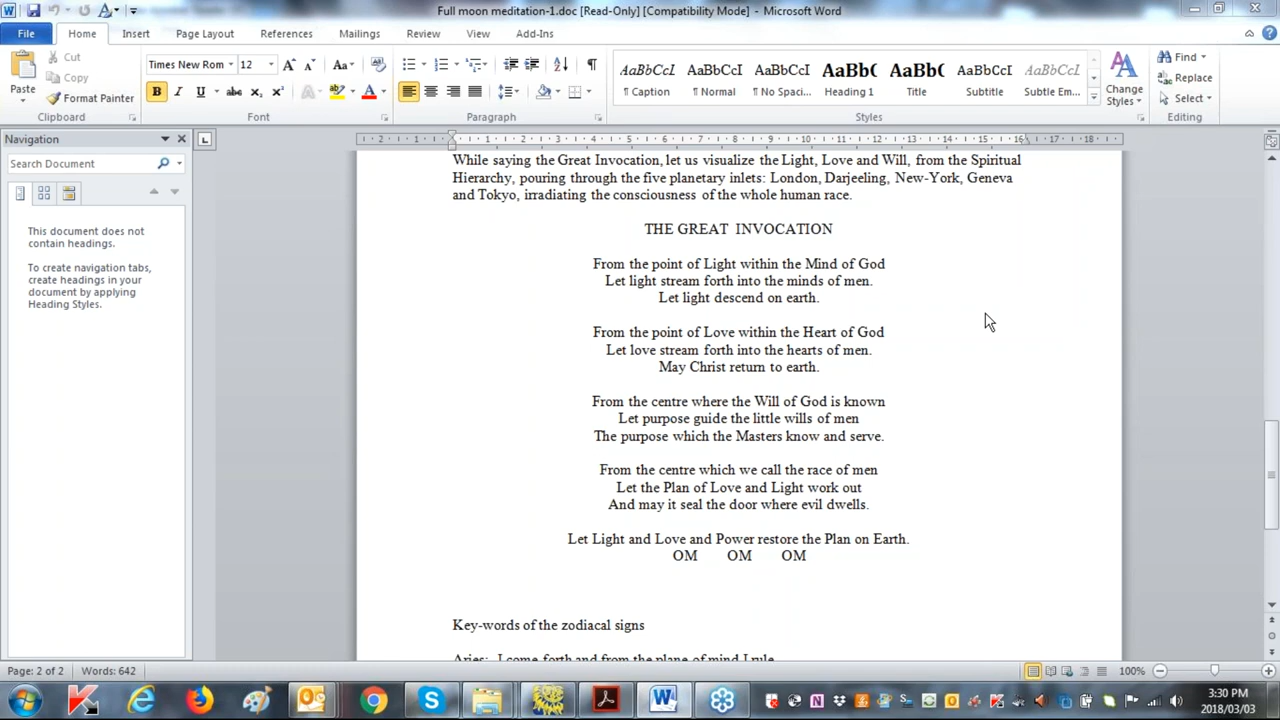 Full moon meditation-1.doc [Read-Only] [Compatibility Mode] - Microsoft Word
File Home Insert Page Layout References Mailings Review View Add-Ins
Paste
Cut
Copy
Format Painter
Clipboard
Times New Rom 12
Font
Paragraph
AaBbCcI AaBbCcI AaBbCcI AaBbC AaBbC AaBbCcI AaBbCcI
¶ Caption ¶ Normal ¶ No Spaci... Heading 1 Title Subtitle Subtle Em...
Change Styles
Styles
Find
Replace
Select
Editing
Navigation
Search Document
This document does not
contain headings.
To create navigation tabs,
create headings in your
document by applying
Heading Styles.
While saying the Great Invocation, let us visualize the Light, Love and Will, from the Spiritual
Hierarchy, pouring through the five planetary inlets: London, Darjeeling, New-York, Geneva
and Tokyo, irradiating the consciousness of the whole human race.
THE GREAT INVOCATION
From the point of Light within the Mind of God
Let light stream forth into the minds of men.
Let light descend on earth.
From the point of Love within the Heart of God
Let love stream forth into the hearts of men.
May Christ return to earth.
From the centre where the Will of God is known
Let purpose guide the little wills of men
The purpose which the Masters know and serve.
From the centre which we call the race of men
Let the Plan of Love and Light work out
And may it seal the door where evil dwells.
Let Light and Love and Power restore the Plan on Earth.
OM OM OM
Key-words of the zodiacal signs
Aries: I come forth and from the plane of mind I rule
Page: 2 of 2 Words: 642 100%
3:30 PM
2018/03/03